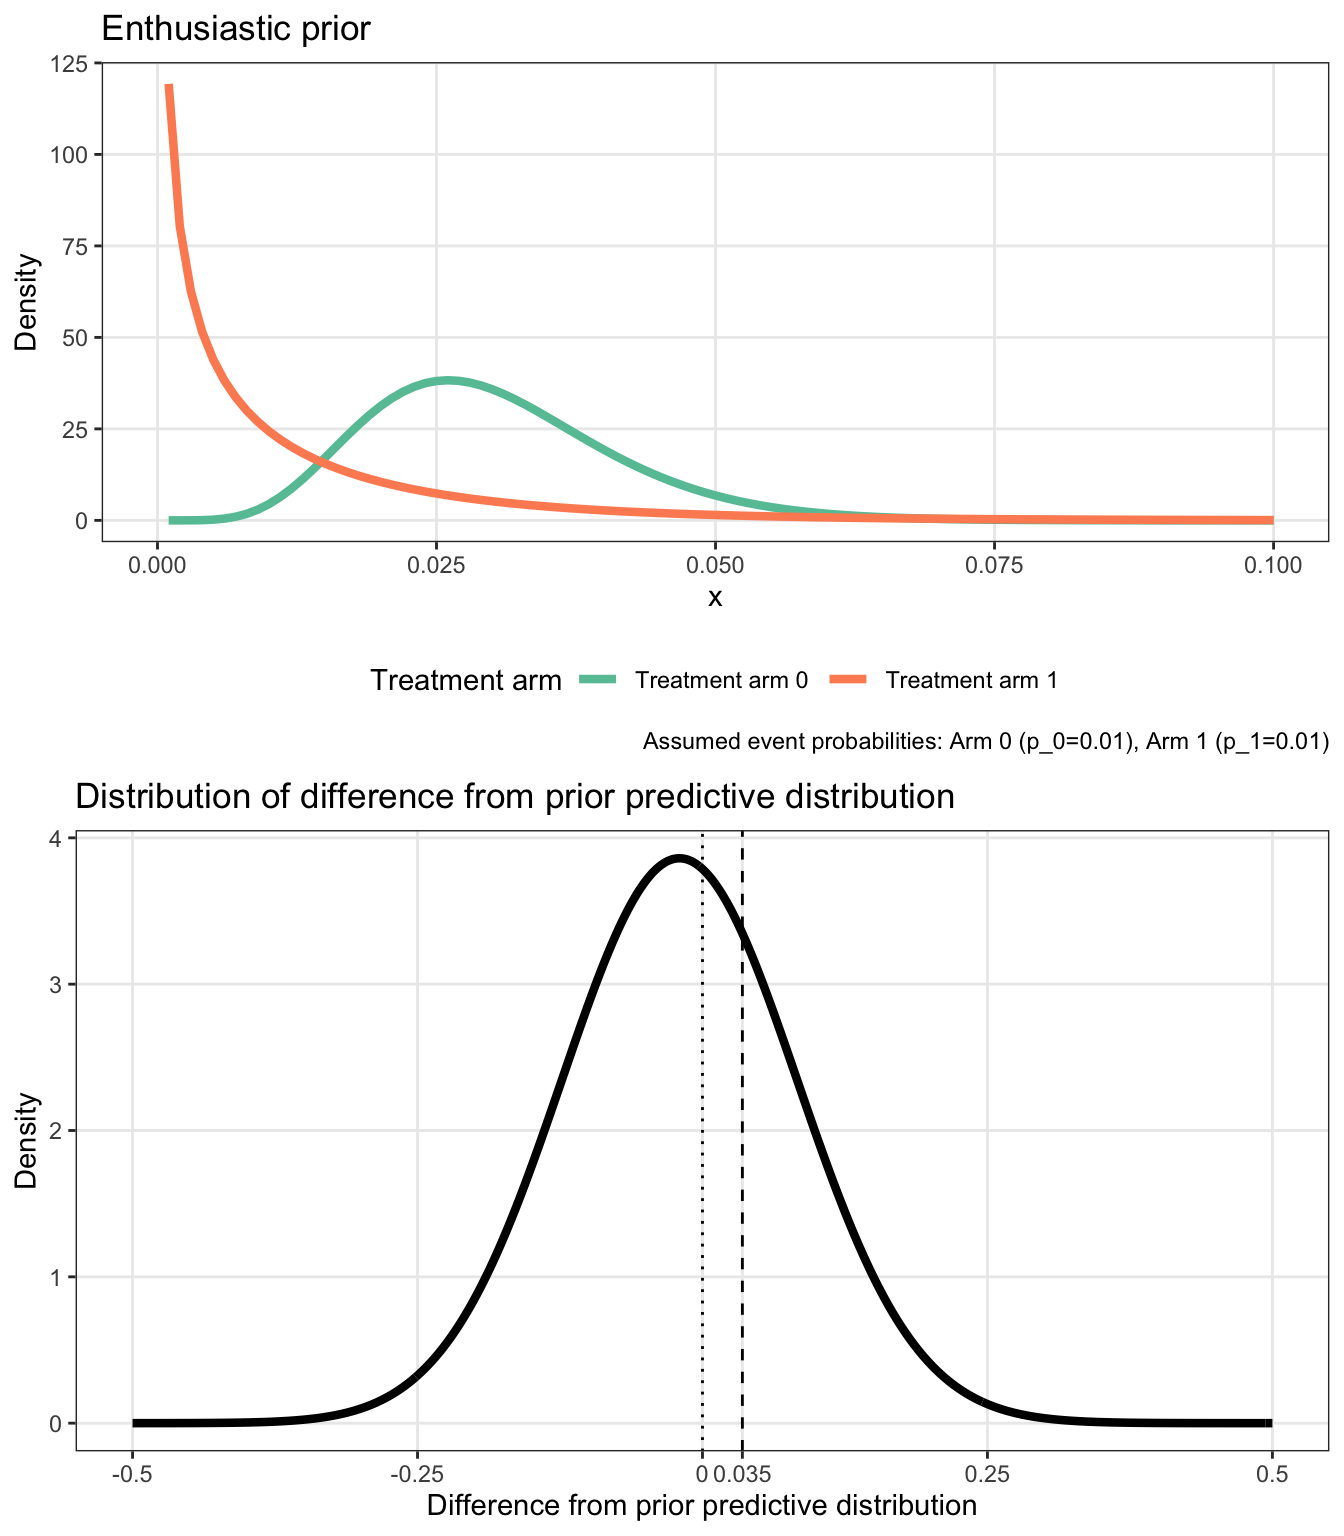 Enthusiastic prior
125
100
75
50
25
0
Density
0.000 0.025 0.050 0.075 0.100
x
Treatment arm Treatment arm 0 Treatment arm 1
Assumed event probabilities: Arm 0 (p_0=0.01), Arm 1 (p_1=0.01)
Distribution of difference from prior predictive distribution
4
3
2
1
0
Density
-0.5 -0.25 0 0.035 0.25 0.5
Difference from prior predictive distribution